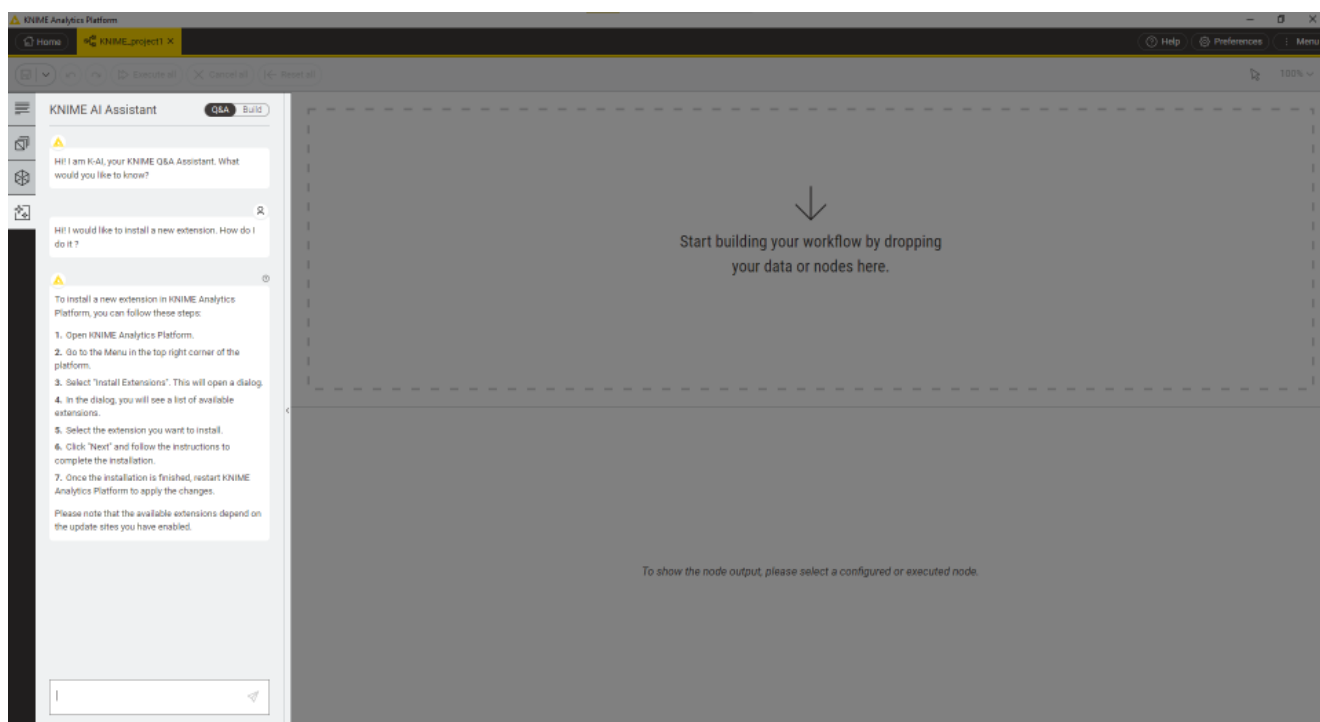 KNIME Analytics Platform
Home
KNIME_project1
Help
Preferences
Menu
Execute all
Cancel all
Reset all
100%
KNIME AI Assistant
Q&A
Build
Hi! I am K-AI, your KNIME Q&A Assistant. What
would you like to know?
Hi! I would like to install a new extension. How do I
do it ?
To install a new extension in KNIME Analytics
Platform, you can follow these steps:
1. Open KNIME Analytics Platform.
2. Go to the Menu in the top right corner of the
platform.
3. Select "Install Extensions". This will open a dialog.
4. In the dialog, you will see a list of available
extensions.
5. Select the extension you want to install.
6. Click "Next" and follow the instructions to
complete the installation.
7. Once the installation is finished, restart KNIME
Analytics Platform to apply the changes.
Please note that the available extensions depend on
the update sites you have enabled.
Start building your workflow by dropping
your data or nodes here.
To show the node output, please select a configured or executed node.